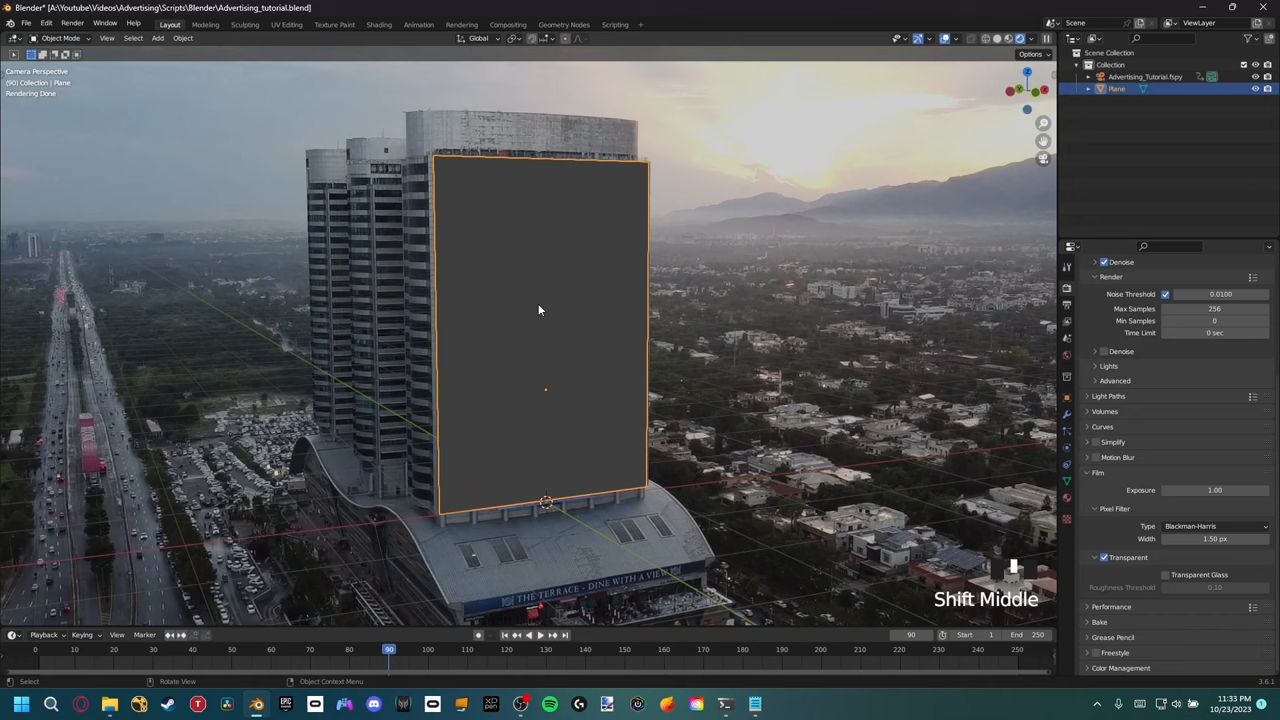 Blender* [A:\Youtube\Videos\Advertising\Scripts\Blender\Advertising_tutorial.blend]
File Edit Render Window Help
Layout Modeling Sculpting UV Editing Texture Paint Shading Animation Rendering Compositing Geometry Nodes Scripting +
Scene
ViewLayer
Object Mode View Select Add Object
Global
Options
Camera Perspective
(90) Collection | Plane
Rendering Done
Z
Y
X
THE TERRACE - DINE WITH A VIEW
Shift Middle
Scene Collection
Collection
Advertising_Tutorial.fspy
Plane
Denoise
Render
Noise Threshold 0.0100
Max Samples 256
Min Samples 0
Time Limit 0 sec
Denoise
Lights
Advanced
Light Paths
Volumes
Curves
Simplify
Motion Blur
Film
Exposure 1.00
Pixel Filter
Type Blackman-Harris
Width 1.50 px
Transparent
Transparent Glass
Roughness Threshold 0.10
Performance
Bake
Grease Pencil
Freestyle
Color Management
Playback Keying View Marker
90 Start 1 End 250
0 10 20 30 40 50 60 70 80 90 100 110 120 130 140 150 160 170 180 190 200 210 220 230 240 250
Select Rotate View Object Context Menu
3.6.1
11:33 PM
10/23/2023